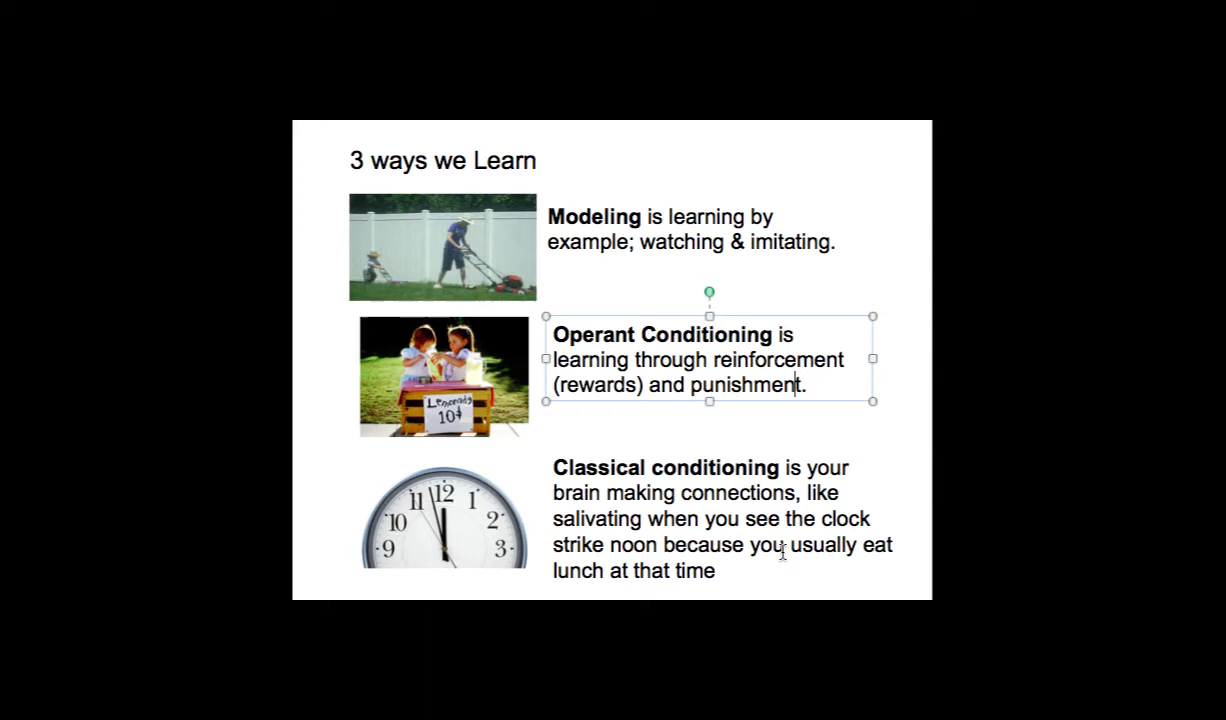 3 ways we Learn
Modeling is learning by
example; watching & imitating.
Operant Conditioning is
learning through reinforcement
(rewards) and punishment.
Lemonade
10¢
Classical conditioning is your
brain making connections, like
salivating when you see the clock
strike noon because you usually eat
lunch at that time
11 12 1
10 2
9 3